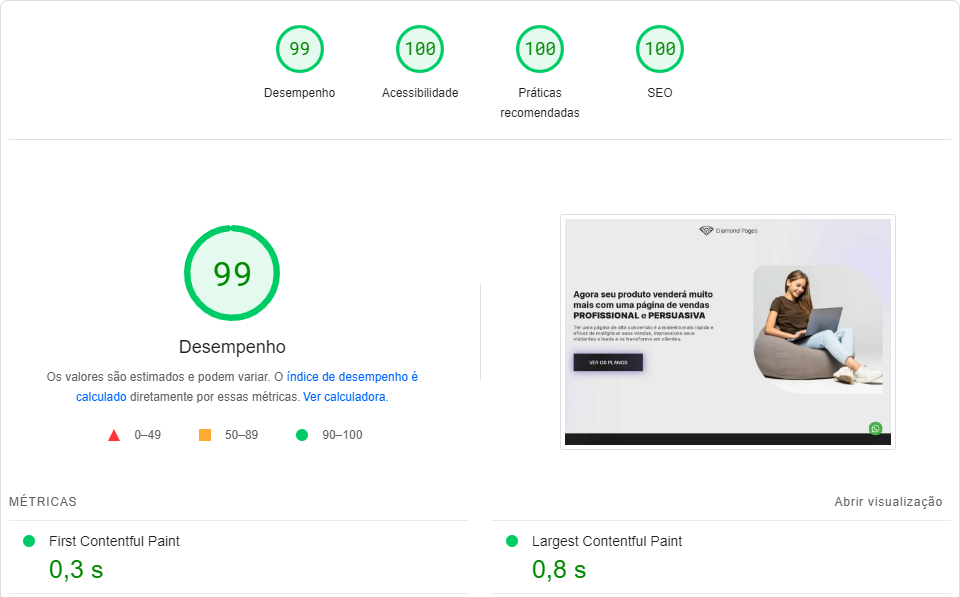 99
100
100
100
Desempenho
Acessibilidade
Práticas
recomendadas
SEO
99
Desempenho
Os valores são estimados e podem variar. O índice de desempenho é
calculado diretamente por essas métricas. Ver calculadora.
0–49
50–89
90–100
Diamond Pages
Agora seu produto venderá muito
mais com uma página de vendas
PROFISSIONAL e PERSUASIVA
Ter uma página de alta conversão é a maneira mais rápida e
eficaz de multiplicar suas vendas, impressione seus
visitantes e leads e os transforme em clientes.
VER OS PLANOS
MÉTRICAS
Abrir visualização
First Contentful Paint
0,3 s
Largest Contentful Paint
0,8 s